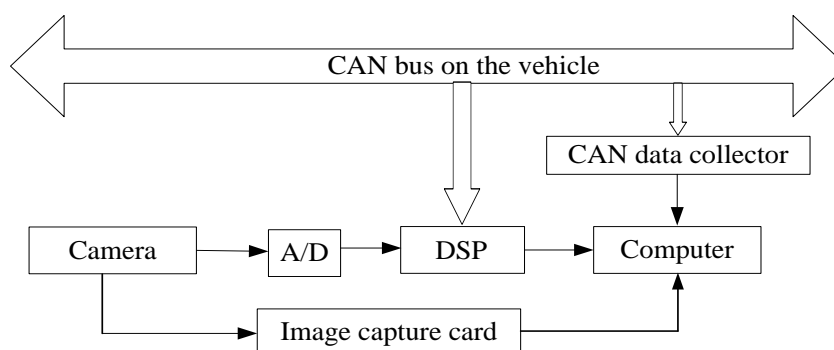 CAN bus on the vehicle
CAN data collector
Camera
A/D
DSP
Computer
Image capture card